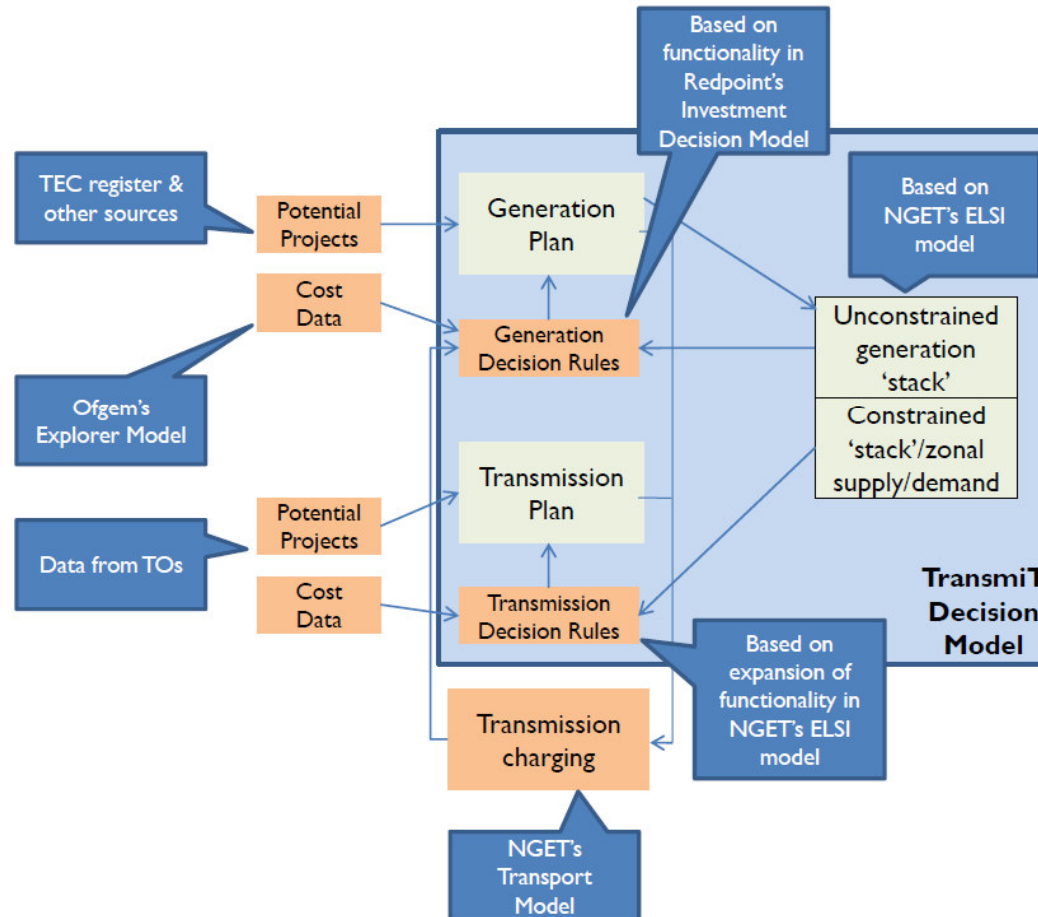 Based on
functionality in
Redpoint's
Investment
Decision Model
TEC register &
other sources
Potential
Projects
Generation
Plan
Based on
NGET's ELSI
model
Cost
Data
Generation
Decision Rules
Unconstrained
generation
'stack'
Constrained
'stack'/zonal
supply/demand
Ofgem's
Explorer Model
Potential
Projects
Transmission
Plan
Data from TOs
Cost
Data
Transmission
Decision Rules
TransmiT
Decision
Model
Based on
expansion of
functionality in
NGET's ELSI
model
Transmission
charging
NGET's
Transport
Model